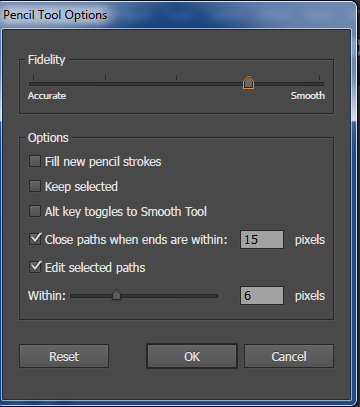 Pencil Tool Options
Fidelity
Accurate Smooth
Options
Fill new pencil strokes
Keep selected
Alt key toggles to Smooth Tool
Close paths when ends are within: 15 pixels
Edit selected paths
Within: 6 pixels
Reset OK Cancel